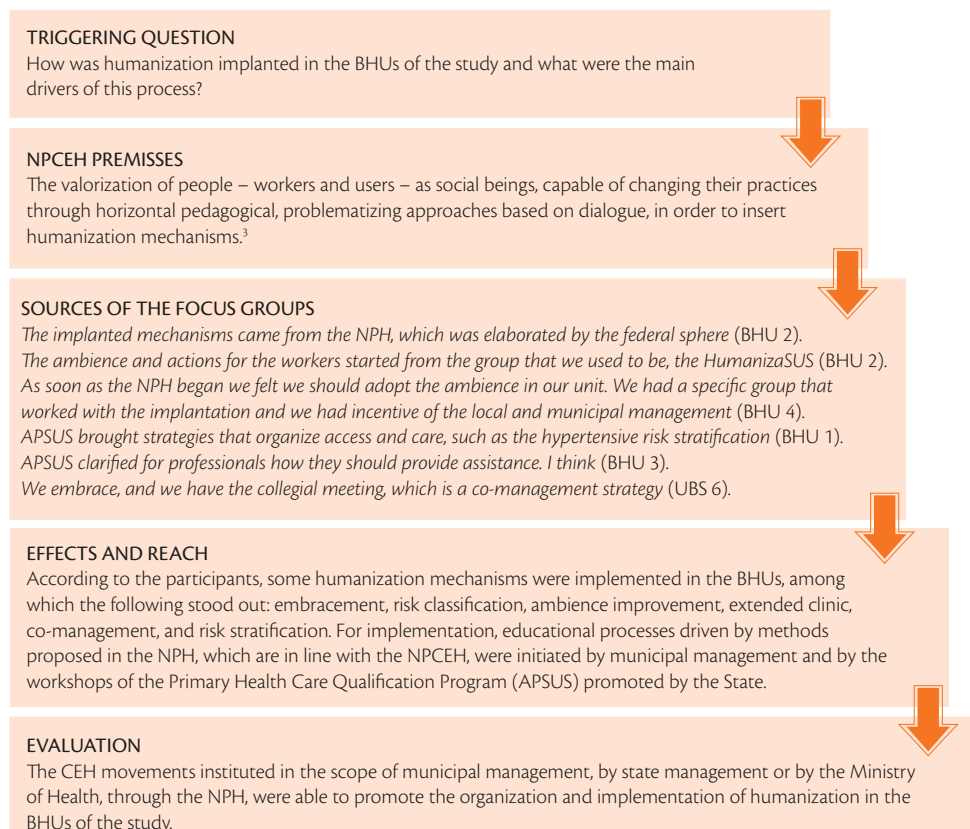 TRIGGERING QUESTION
How was humanization implanted in the BHUs of the study and what were the main
drivers of this process?
NPCEH PREMISSES
The valorization of people – workers and users – as social beings, capable of changing their practices
through horizontal pedagogical, problematizing approaches based on dialogue, in order to insert
humanization mechanisms.³
SOURCES OF THE FOCUS GROUPS
The implanted mechanisms came from the NPH, which was elaborated by the federal sphere (BHU 2).
The ambience and actions for the workers started from the group that we used to be, the HumanizaSUS (BHU 2).
As soon as the NPH began we felt we should adopt the ambience in our unit. We had a specific group that
worked with the implantation and we had incentive of the local and municipal management (BHU 4).
APSUS brought strategies that organize access and care, such as the hypertensive risk stratification (BHU 1).
APSUS clarified for professionals how they should provide assistance. I think (BHU 3).
We embrace, and we have the collegial meeting, which is a co-management strategy (UBS 6).
EFFECTS AND REACH
According to the participants, some humanization mechanisms were implemented in the BHUs, among
which the following stood out: embracement, risk classification, ambience improvement, extended clinic,
co-management, and risk stratification. For implementation, educational processes driven by methods
proposed in the NPH, which are in line with the NPCEH, were initiated by municipal management and by the
workshops of the Primary Health Care Qualification Program (APSUS) promoted by the State.
EVALUATION
The CEH movements instituted in the scope of municipal management, by state management or by the Ministry
of Health, through the NPH, were able to promote the organization and implementation of humanization in the
BHUs of the study.